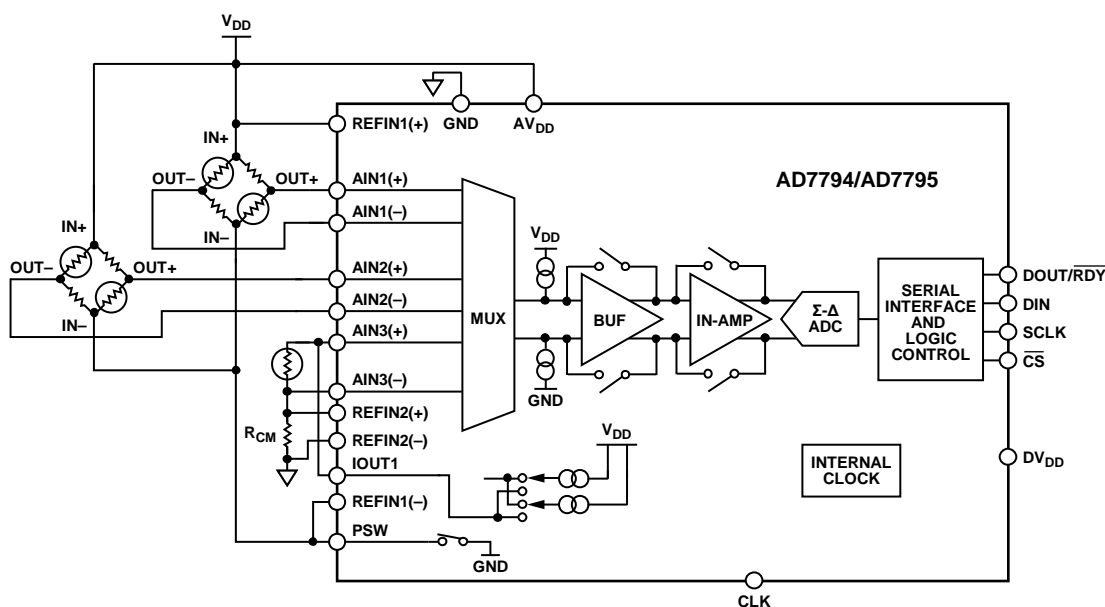 VDD
GND
AVDD
REFIN1(+)
IN+
OUT–
OUT+
IN–
AIN1(+)
AIN1(–)
AD7794/AD7795
IN+
OUT–
OUT+
IN–
AIN2(+)
AIN2(–)
AIN3(+)
AIN3(–)
REFIN2(+)
RCM
REFIN2(–)
IOUT1
REFIN1(–)
PSW
MUX
VDD
GND
BUF
IN-AMP
Σ-Δ
ADC
SERIAL
INTERFACE
AND
LOGIC
CONTROL
DOUT/RDY
DIN
SCLK
CS
VDD
GND
INTERNAL
CLOCK
DVDD
CLK